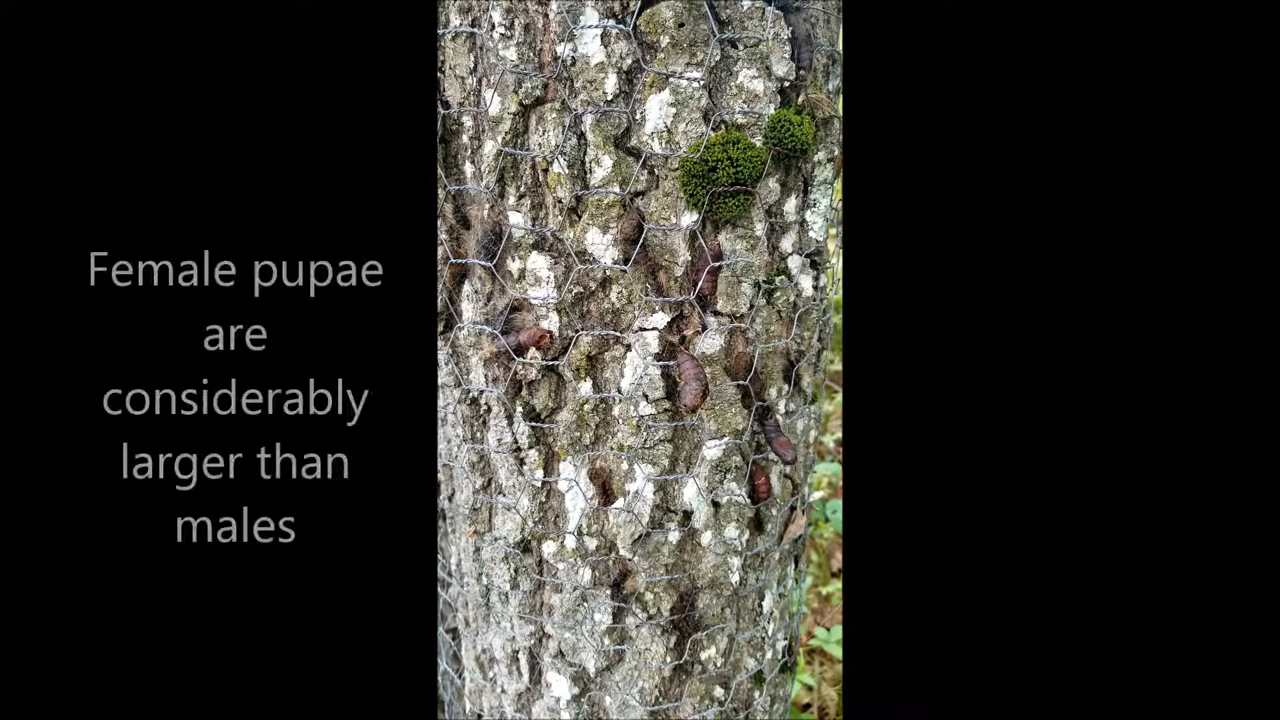 Female pupae
are
considerably
larger than
males